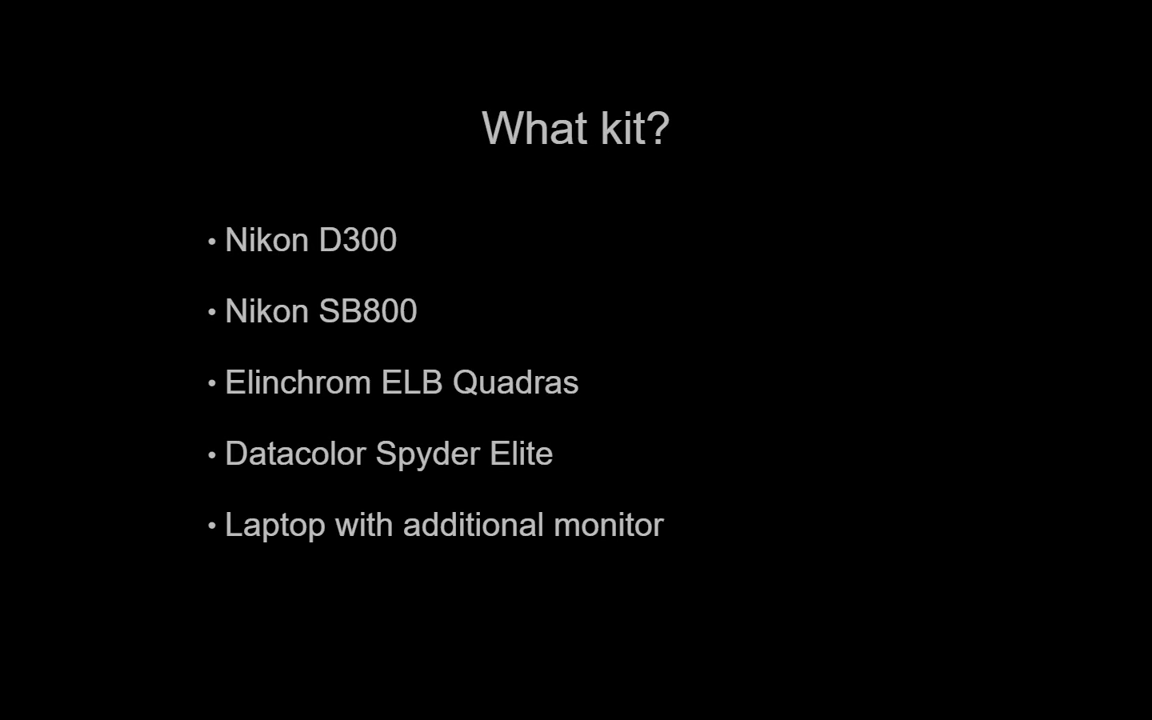 What kit?
• Nikon D300
• Nikon SB800
• Elinchrom ELB Quadras
• Datacolor Spyder Elite
• Laptop with additional monitor